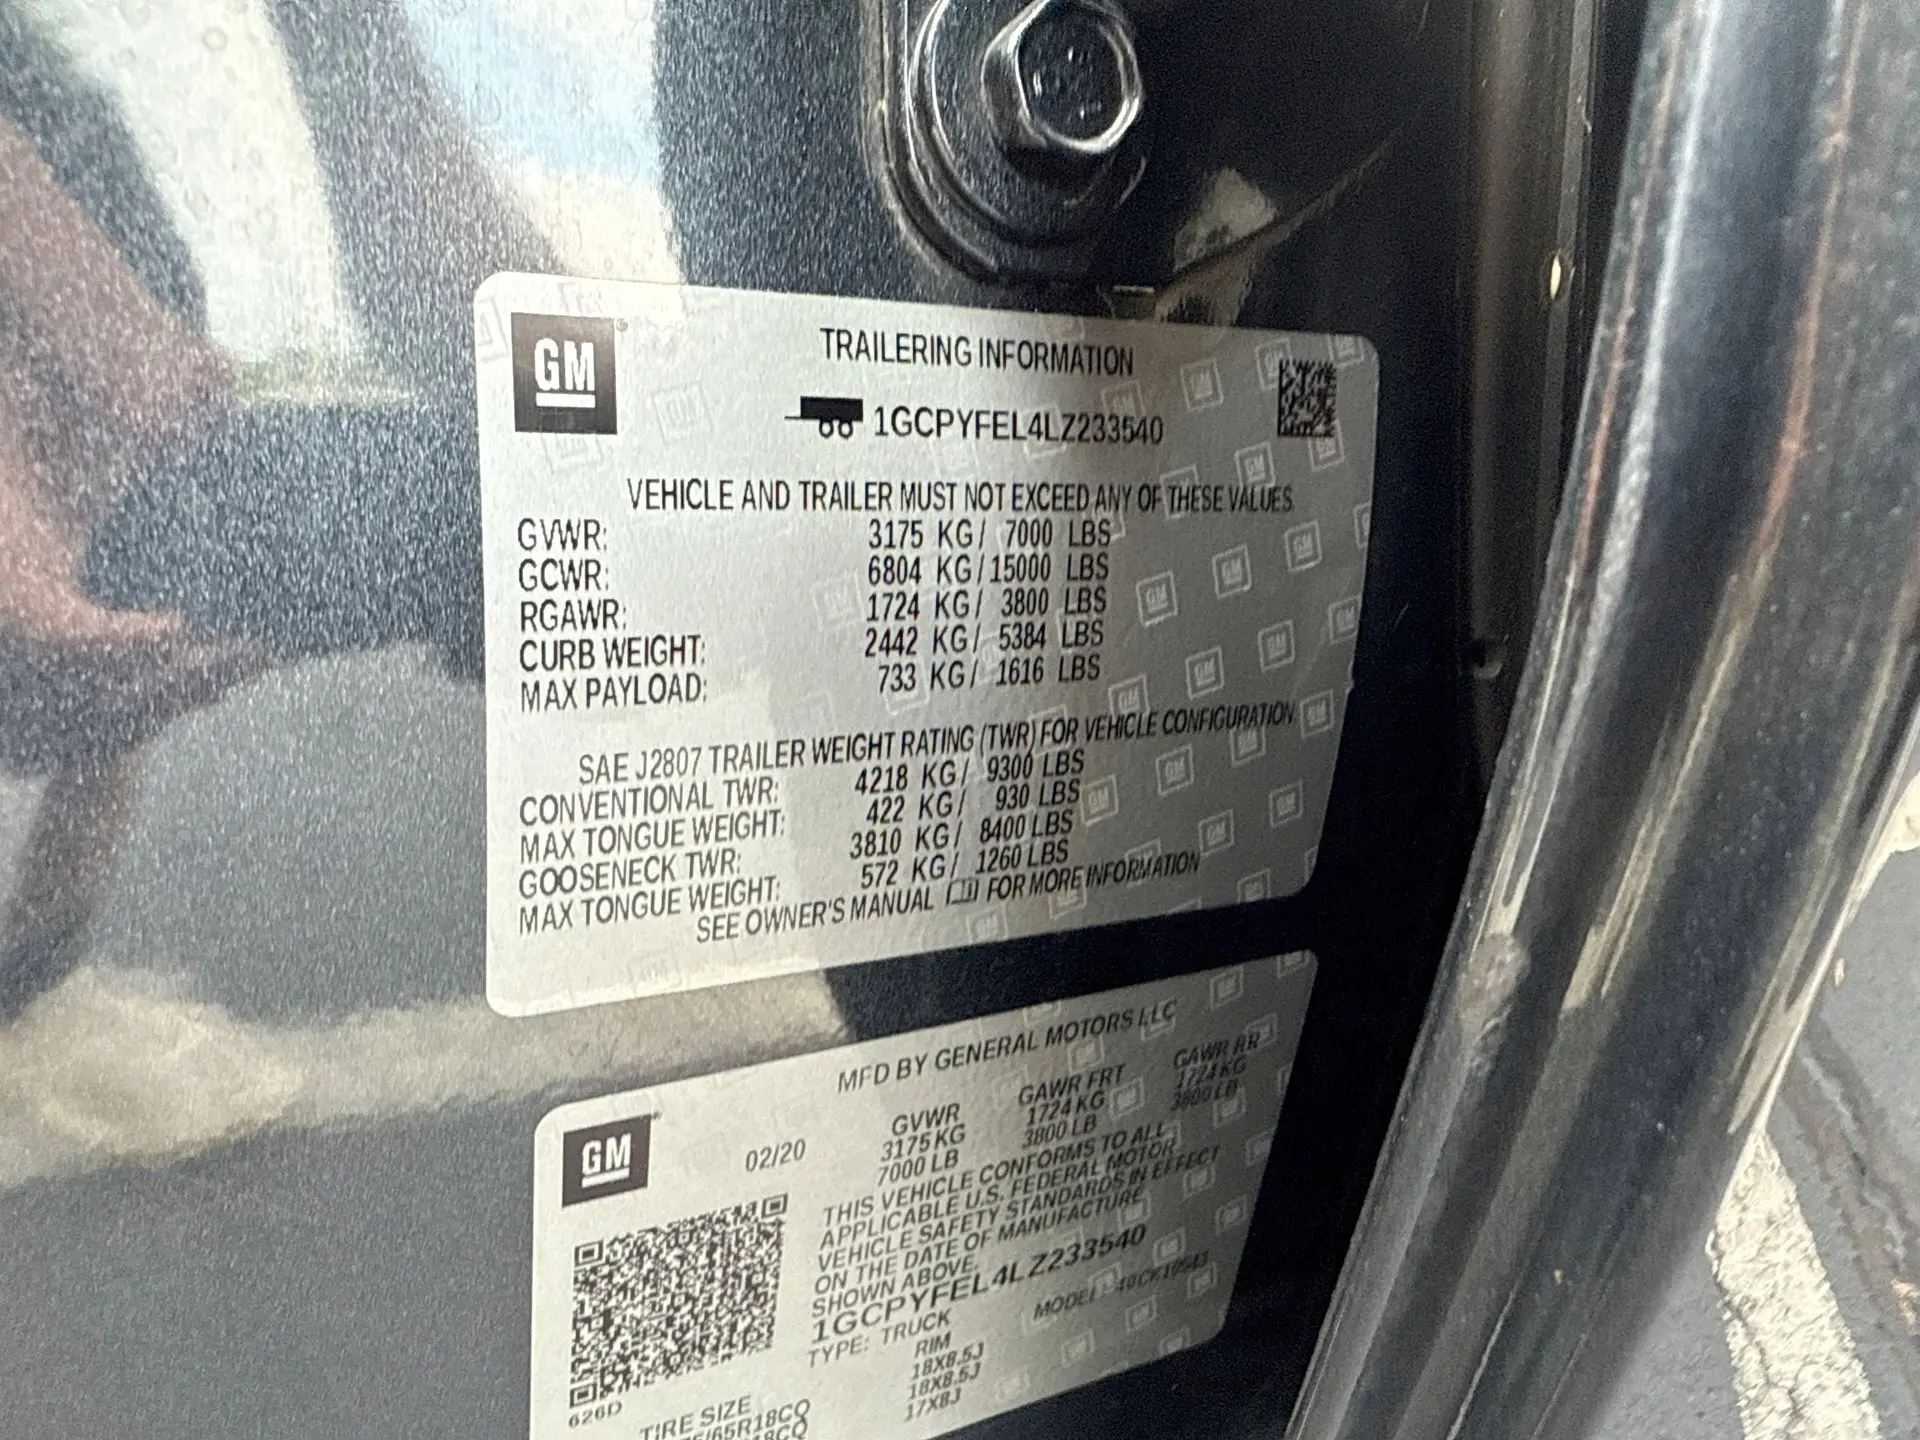 GM
TRAILERING INFORMATION
1GCPYFEL4LZ233540
VEHICLE AND TRAILER MUST NOT EXCEED ANY OF THESE VALUES.
GVWR: 3175 KG/ 7000 LBS
GCWR: 6804 KG/15000 LBS
RGAWR: 1724 KG/ 3800 LBS
CURB WEIGHT: 2442 KG/ 5384 LBS
MAX PAYLOAD: 733 KG/ 1616 LBS
SAE J2807 TRAILER WEIGHT RATING (TWR) FOR VEHICLE CONFIGURATION.
CONVENTIONAL TWR: 4218 KG/ 9300 LBS
MAX TONGUE WEIGHT: 422 KG/ 930 LBS
GOOSENECK TWR: 3810 KG/ 8400 LBS
MAX TONGUE WEIGHT: 572 KG/ 1260 LBS
SEE OWNER'S MANUAL FOR MORE INFORMATION
MFD BY GENERAL MOTORS LLC
GM
02/20
GVWR GAWR FRT GAWR RR
3175KG 1724KG 1724KG
7000 LB 3800 LB 3800 LB
THIS VEHICLE CONFORMS TO ALL
APPLICABLE U.S. FEDERAL MOTOR
VEHICLE SAFETY STANDARDS IN EFFECT
ON THE DATE OF MANUFACTURE
SHOWN ABOVE.
1GCPYFEL4LZ233540
TYPE: TRUCK MODEL:
626D
TIRE SIZE RIM
/65R18CQ 18X8.5J
18CQ 18X8.5J
17X8J